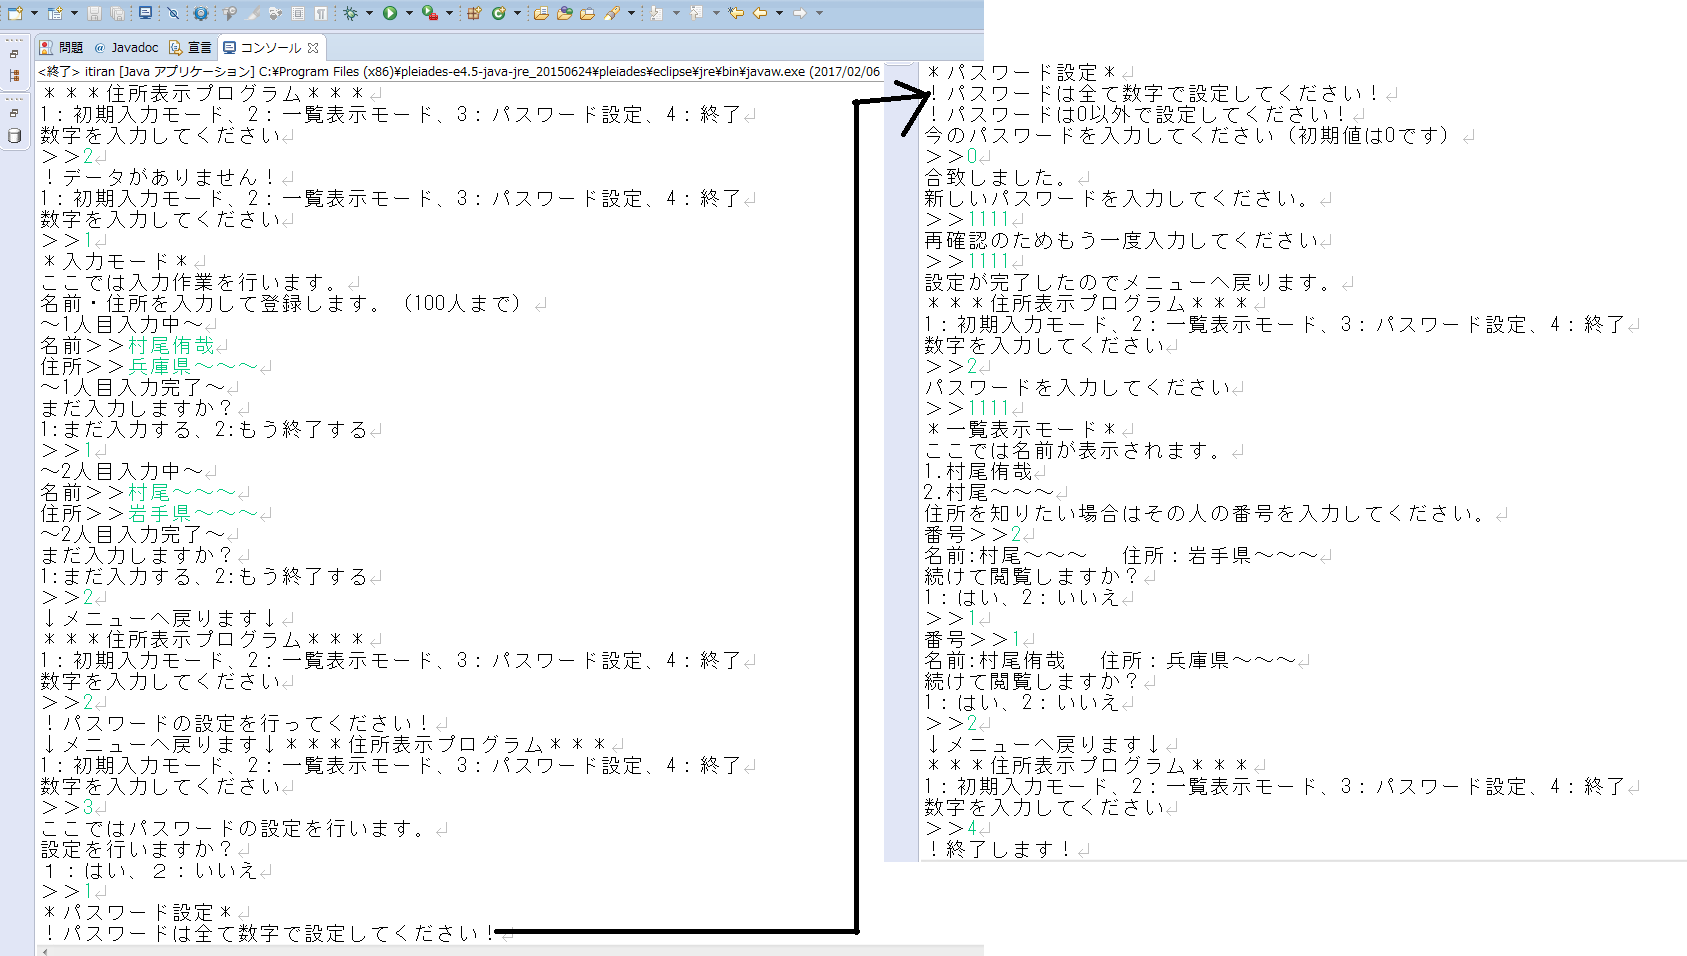 問題 @ Javadoc 宣言 コンソール
<終了> itiran [Java アプリケーション] C:¥Program Files (x86)¥pleiades-e4.5-java-jre_20150624¥pleiades¥eclipse¥jre¥bin¥javaw.exe (2017/02/06
＊＊＊住所表示プログラム＊＊＊
1：初期入力モード、2：一覧表示モード、3：パスワード設定、4：終了
数字を入力してください
＞＞2
！データがありません！
1：初期入力モード、2：一覧表示モード、3：パスワード設定、4：終了
数字を入力してください
＞＞1
＊入力モード＊
ここでは入力作業を行います。
名前・住所を入力して登録します。（100人まで）
～1人目入力中～
名前＞＞村尾侑哉
住所＞＞兵庫県～～～
～1人目入力完了～
まだ入力しますか？
1:まだ入力する、2:もう終了する
＞＞1
～2人目入力中～
名前＞＞村尾～～～
住所＞＞岩手県～～～
～2人目入力完了～
まだ入力しますか？
1:まだ入力する、2:もう終了する
＞＞2
↓メニューへ戻ります↓
＊＊＊住所表示プログラム＊＊＊
1：初期入力モード、2：一覧表示モード、3：パスワード設定、4：終了
数字を入力してください
＞＞2
！パスワードの設定を行ってください！
↓メニューへ戻ります↓＊＊＊住所表示プログラム＊＊＊
1：初期入力モード、2：一覧表示モード、3：パスワード設定、4：終了
数字を入力してください
＞＞3
ここではパスワードの設定を行います。
設定を行いますか？
１：はい、２：いいえ
＞＞1
＊パスワード設定＊
！パスワードは全て数字で設定してください！
＊パスワード設定＊
！パスワードは全て数字で設定してください！
！パスワードは0以外で設定してください！
今のパスワードを入力してください（初期値は0です）
＞＞0
合致しました。
新しいパスワードを入力してください。
＞＞1111
再確認のためもう一度入力してください
＞＞1111
設定が完了したのでメニューへ戻ります。
＊＊＊住所表示プログラム＊＊＊
1：初期入力モード、2：一覧表示モード、3：パスワード設定、4：終了
数字を入力してください
＞＞2
パスワードを入力してください
＞＞1111
＊一覧表示モード＊
ここでは名前が表示されます。
1.村尾侑哉
2.村尾～～～
住所を知りたい場合はその人の番号を入力してください。
番号＞＞2
名前:村尾～～～　住所：岩手県～～～
続けて閲覧しますか？
1：はい、2：いいえ
＞＞1
番号＞＞1
名前:村尾侑哉　住所：兵庫県～～～
続けて閲覧しますか？
1：はい、2：いいえ
＞＞2
↓メニューへ戻ります↓
＊＊＊住所表示プログラム＊＊＊
1：初期入力モード、2：一覧表示モード、3：パスワード設定、4：終了
数字を入力してください
＞＞4
！終了します！